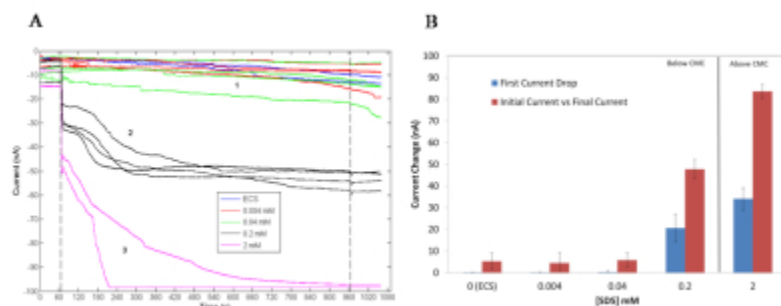 A
B
0
-10
-20
-30
-40
-50
-60
-70
-80
-90
-100
Current (nA)
1
2
3
ECS
0.004 mM
0.04 mM
0.2 mM
2 mM
0 60 120 180 240 300 360 420 480 540 600 660 720 780 840 900 960 1020 1080
100
90
80
70
60
50
40
30
20
10
0
Current Change (nA)
Below CMC
Above CMC
First Current Drop
Initial Current vs Final Current
0 (ECS) 0.004 0.04 0.2 2
[SDS] mM